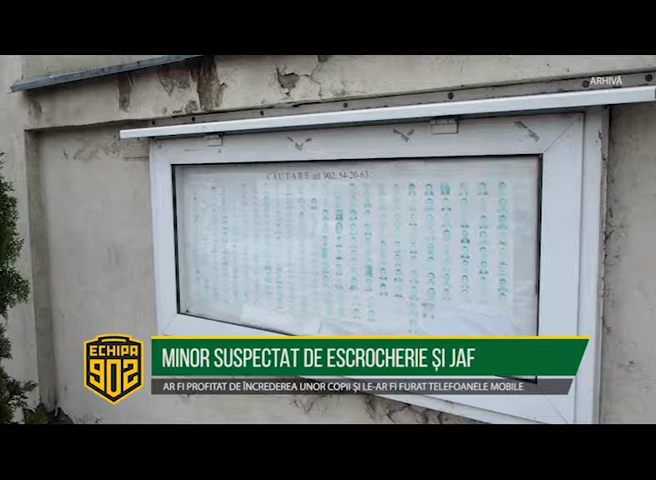 ARHIVĂ
CĂUTARE tel. 902, 54-20-63
ECHIPA
902
MINOR SUSPECTAT DE ESCROCHERIE ȘI JAF
AR FI PROFITAT DE ÎNCREDEREA UNOR COPII ȘI LE-AR FI FURAT TELEFOANELE MOBILE